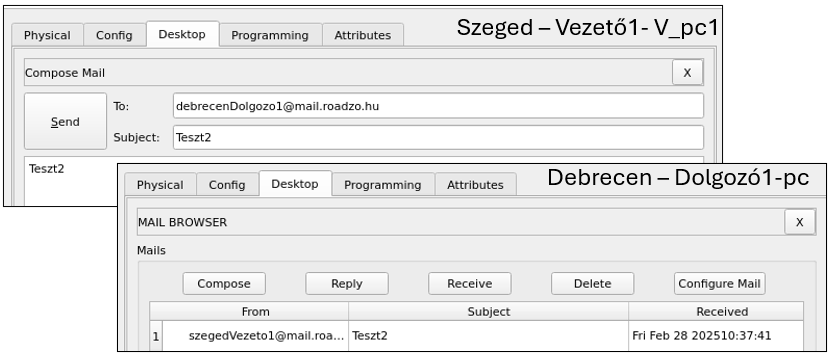 Szeged – Vezető1- V_pc1
Physical Config Desktop Programming Attributes
Compose Mail X
Send
To: debrecenDolgozo1@mail.roadzo.hu
Subject: Teszt2
Teszt2
Debrecen – Dolgozó1-pc
Physical Config Desktop Programming Attributes
MAIL BROWSER X
Mails
Compose Reply Receive Delete Configure Mail
From Subject Received
1 szegedVezeto1@mail.roa... Teszt2 Fri Feb 28 202510:37:41